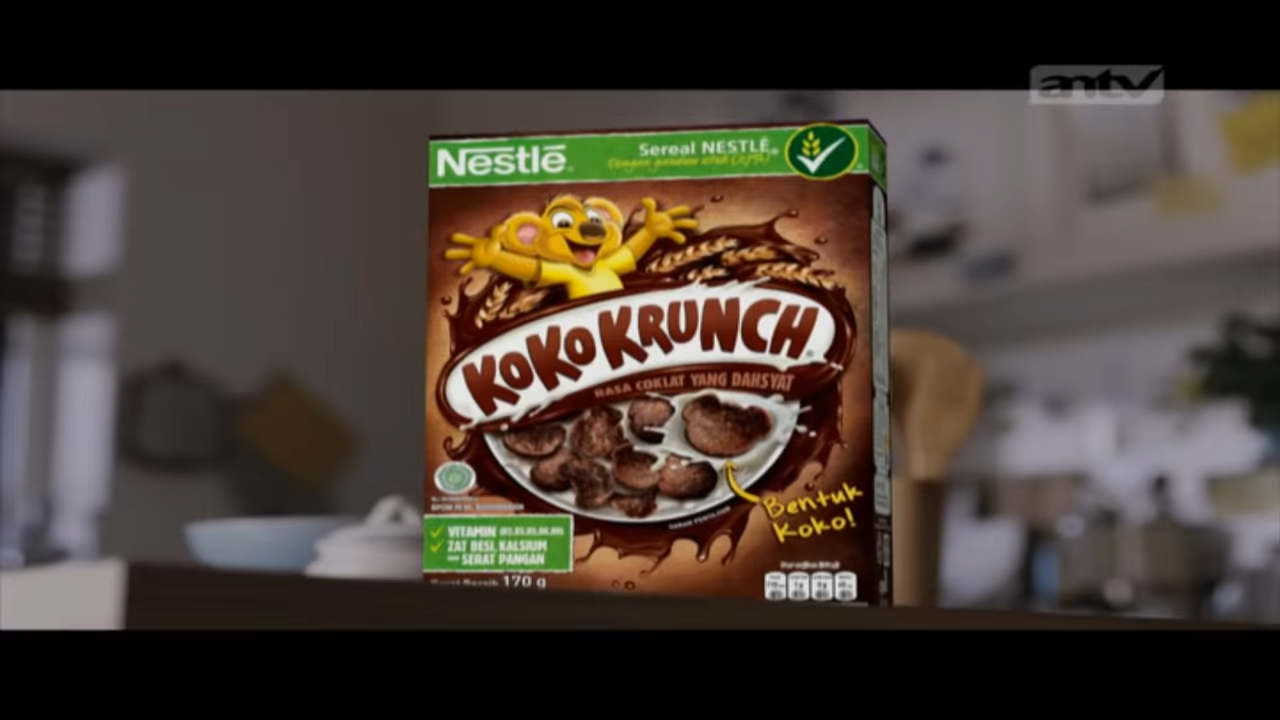 antv
Nestlé
Sereal NESTLÉ
KOKO KRUNCH
RASA COKLAT YANG DAHSYAT
Bentuk
Koko!
VITAMIN
ZAT BESI, KALSIUM
SERAT PANGAN
170 g